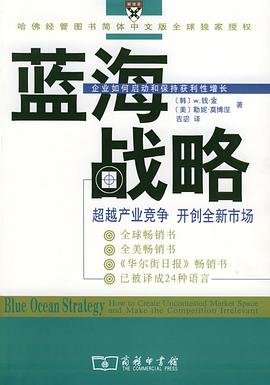 哈佛经管图书简体中文版全球独家授权
蓝海
企业如何启动和保持获利性增长
〔韩〕W.钱·金
〔美〕勒妮·莫博涅 著
吉宓 译
战略
超越产业竞争 开创全新市场
全球畅销书
全美畅销书
《华尔街日报》畅销书
已被译成24种语言
Blue Ocean Strategy
How to Create Uncontested Market Space
and Make the Competition Irrelevant
商务印书馆
THE COMMERCIAL PRESS